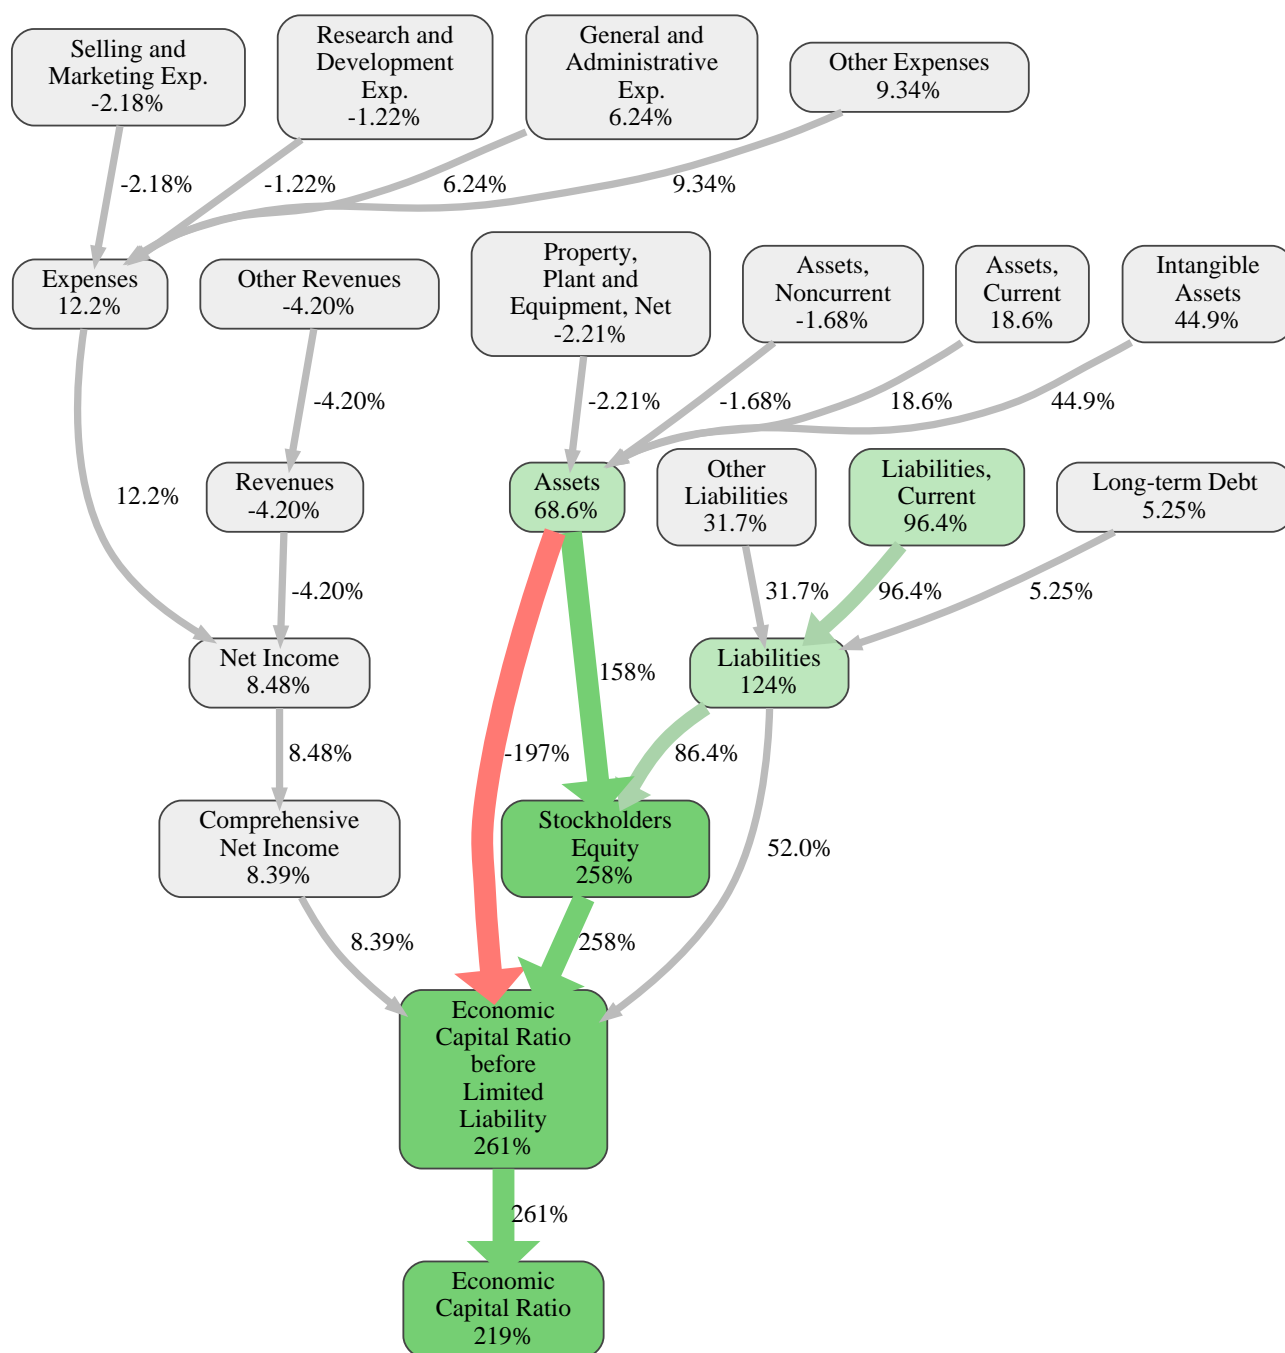 Selling and
Marketing Exp.
-2.18%
Research and
Development
Exp.
-1.22%
General and
Administrative
Exp.
6.24%
Other Expenses
9.34%
-2.18%
-1.22%
6.24%
9.34%
Expenses
12.2%
Other Revenues
-4.20%
Property,
Plant and
Equipment, Net
-2.21%
Assets,
Noncurrent
-1.68%
Assets,
Current
18.6%
Intangible
Assets
44.9%
-4.20%
-2.21%
-1.68%
18.6%
44.9%
12.2%
Revenues
-4.20%
Assets
68.6%
Other
Liabilities
31.7%
Liabilities,
Current
96.4%
Long-term Debt
5.25%
-4.20%
31.7%
96.4%
5.25%
Net Income
8.48%
158%
Liabilities
124%
8.48%
-197%
86.4%
Comprehensive
Net Income
8.39%
Stockholders
Equity
258%
52.0%
8.39%
258%
Economic
Capital Ratio
before
Limited
Liability
261%
261%
Economic
Capital Ratio
219%